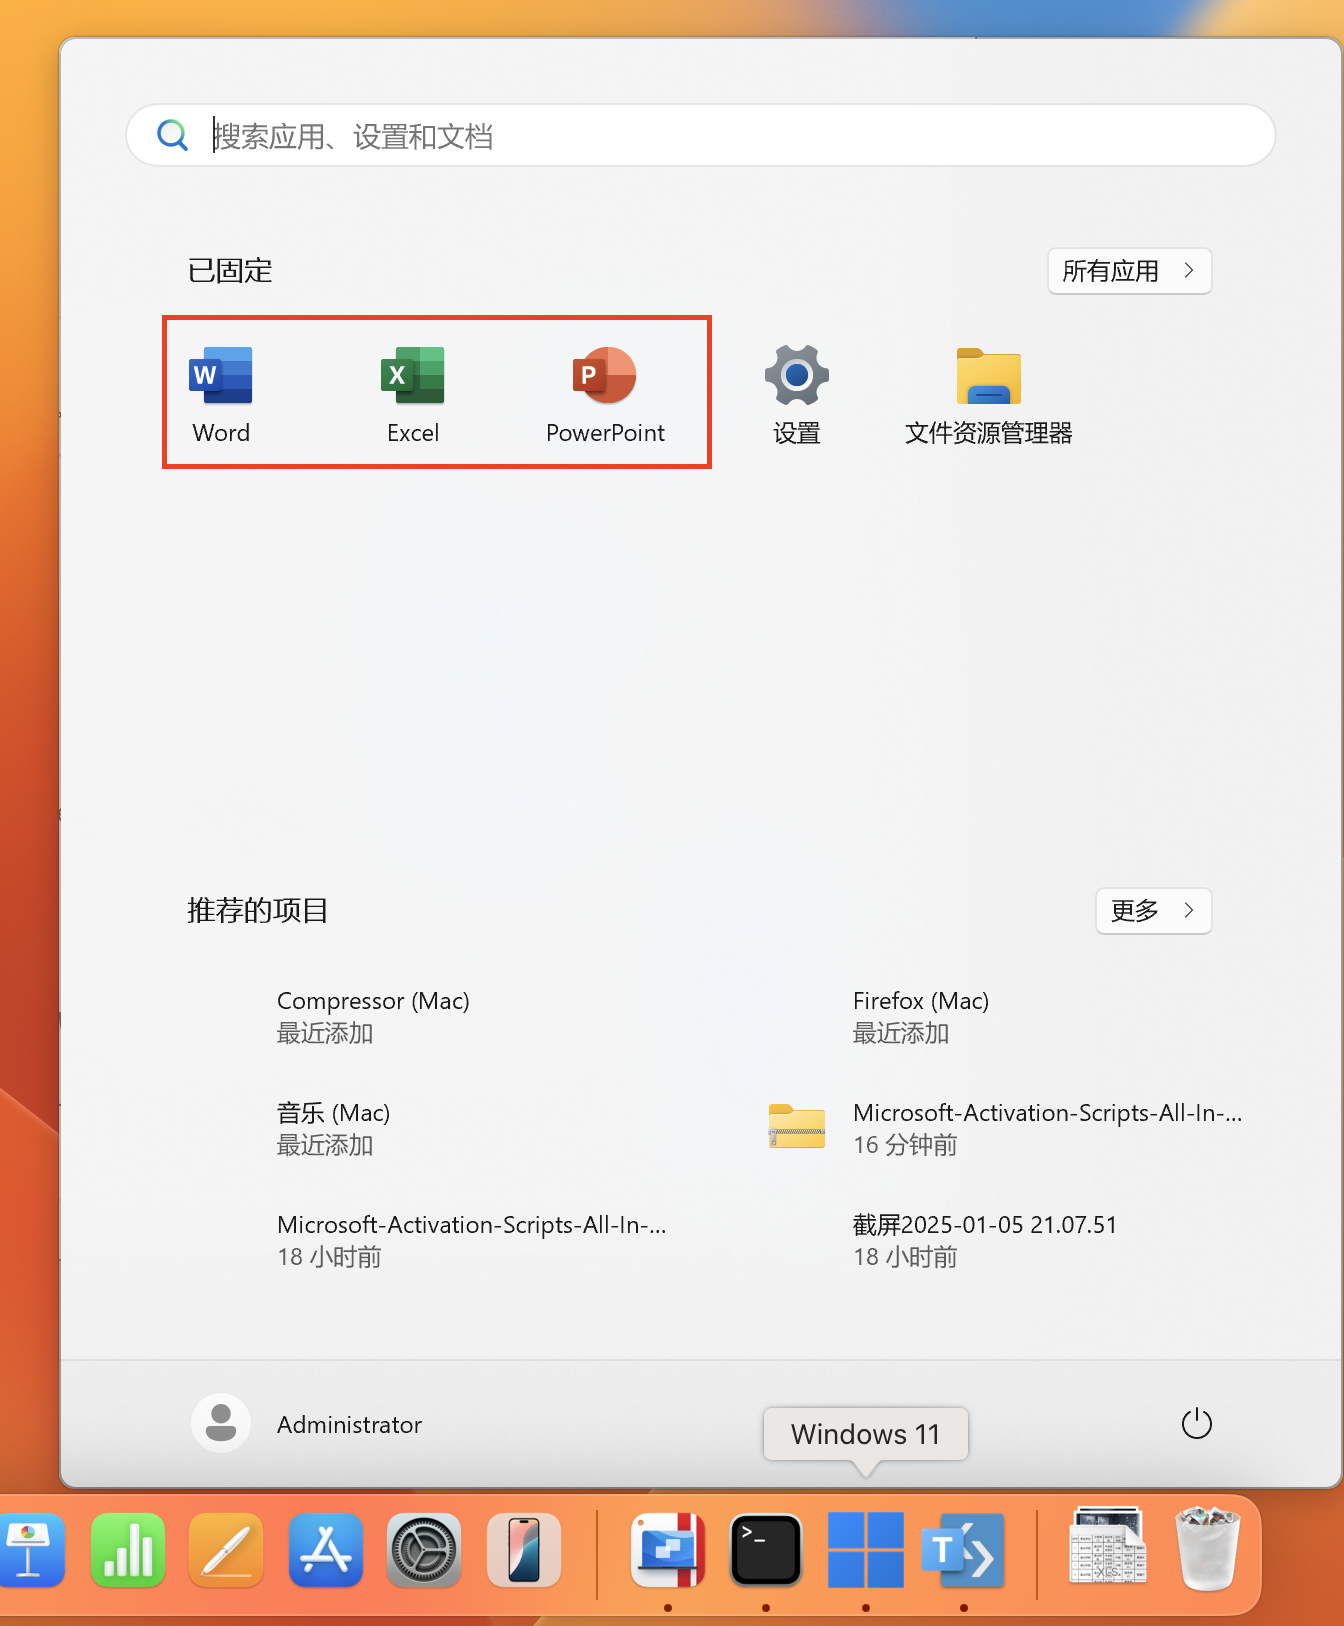 搜索应用、设置和文档
已固定
所有应用
W
X
P
Word
Excel
PowerPoint
设置
文件资源管理器
推荐的项目
更多
Compressor (Mac)
最近添加
Firefox (Mac)
最近添加
音乐 (Mac)
最近添加
Microsoft-Activation-Scripts-All-In-...
16 分钟前
Microsoft-Activation-Scripts-All-In-...
18 小时前
截屏2025-01-05 21.07.51
18 小时前
Administrator
Windows 11
>_
T
XLS